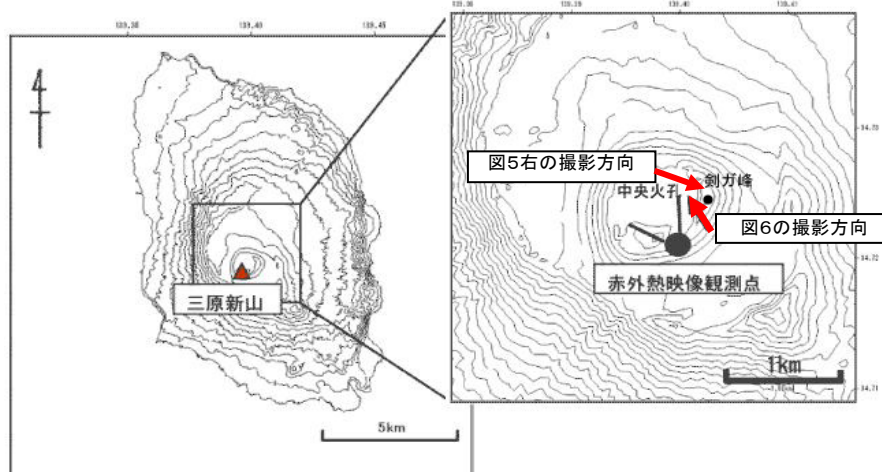 139.35
139.40
139.45
三原新山
5km
139.39
139.40
139.41
34.73
図5右の撮影方向
剣ガ峰
中央火孔
図6の撮影方向
34.72
赤外熱映像観測点
1km
34.71